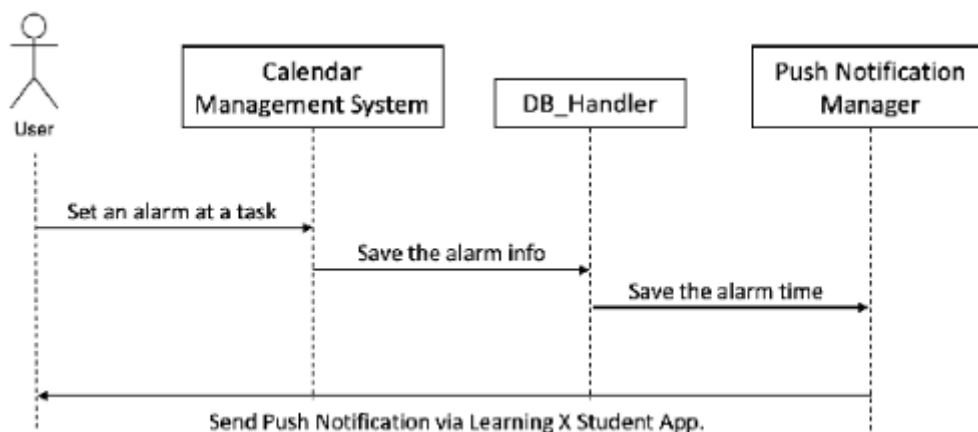 User
Calendar
Management System
DB_Handler
Push Notification
Manager
Set an alarm at a task
Save the alarm info
Save the alarm time
Send Push Notification via Learning X Student App.